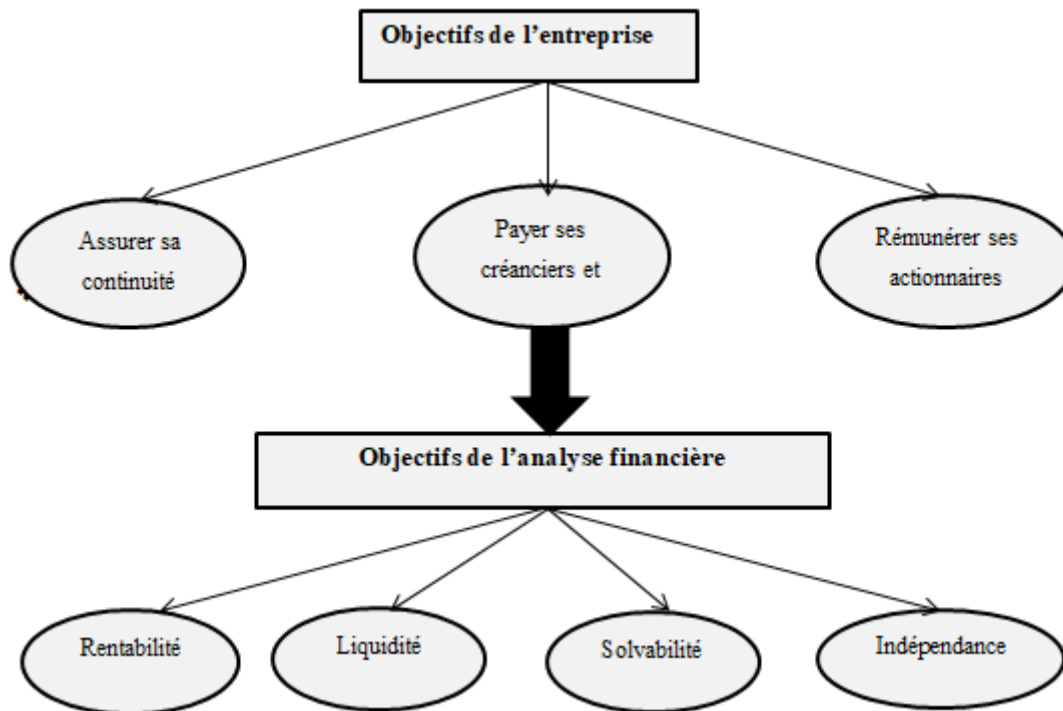 Objectifs de l’entreprise
Assurer sa
continuité
Payer ses
créanciers et
Rémunérer ses
actionnaires
Objectifs de l’analyse financière
Rentabilité
Liquidité
Solvabilité
Indépendance